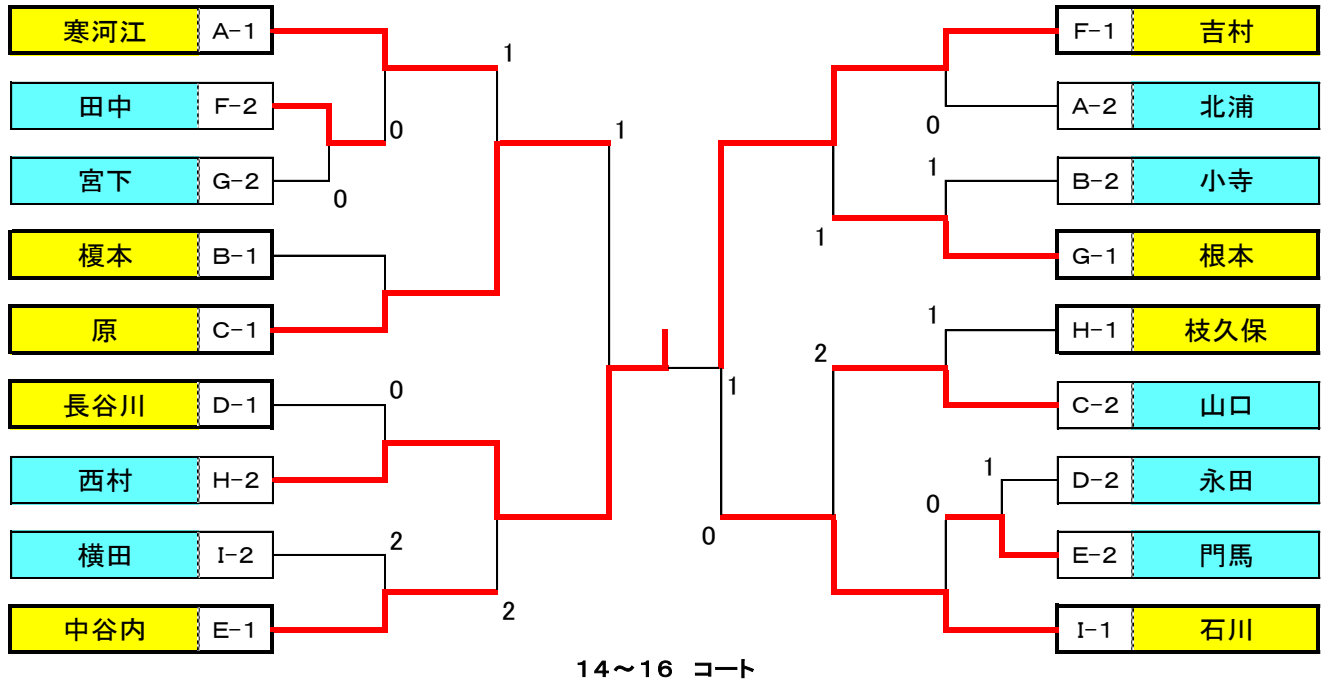 寒河江 A-1
田中 F-2
宮下 G-2
榎本 B-1
原 C-1
長谷川 D-1
西村 H-2
横田 I-2
中谷内 E-1
1
0
0
0
2
2
1
1
0
F-1 吉村
A-2 北浦
B-2 小寺
G-1 根本
H-1 枝久保
C-2 山口
D-2 永田
E-2 門馬
I-1 石川
0
1
1
1
2
1
0
14～16 コート